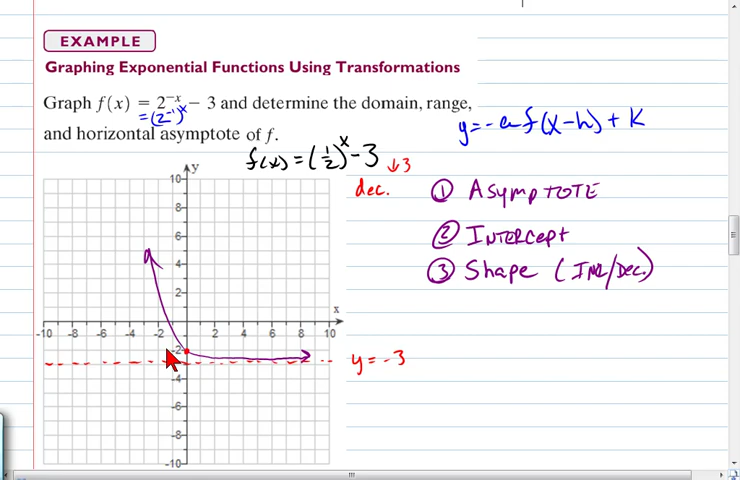 EXAMPLE
Graphing Exponential Functions Using Transformations
Graph f(x) = 2⁻ˣ − 3 and determine the domain, range,
= (2⁻¹)ˣ
and horizontal asymptote of f.
y = -a f(x-h) + K
f(x) = (1/2)ˣ - 3
↓3
dec.
① ASYMPTOTE
② INTERCEPT
③ Shape (INC/DEC.)
y
10
8
6
4
2
x
-10 -8 -6 -4 -2 2 4 6 8 10
-2
-4
-6
-8
-10
y = -3